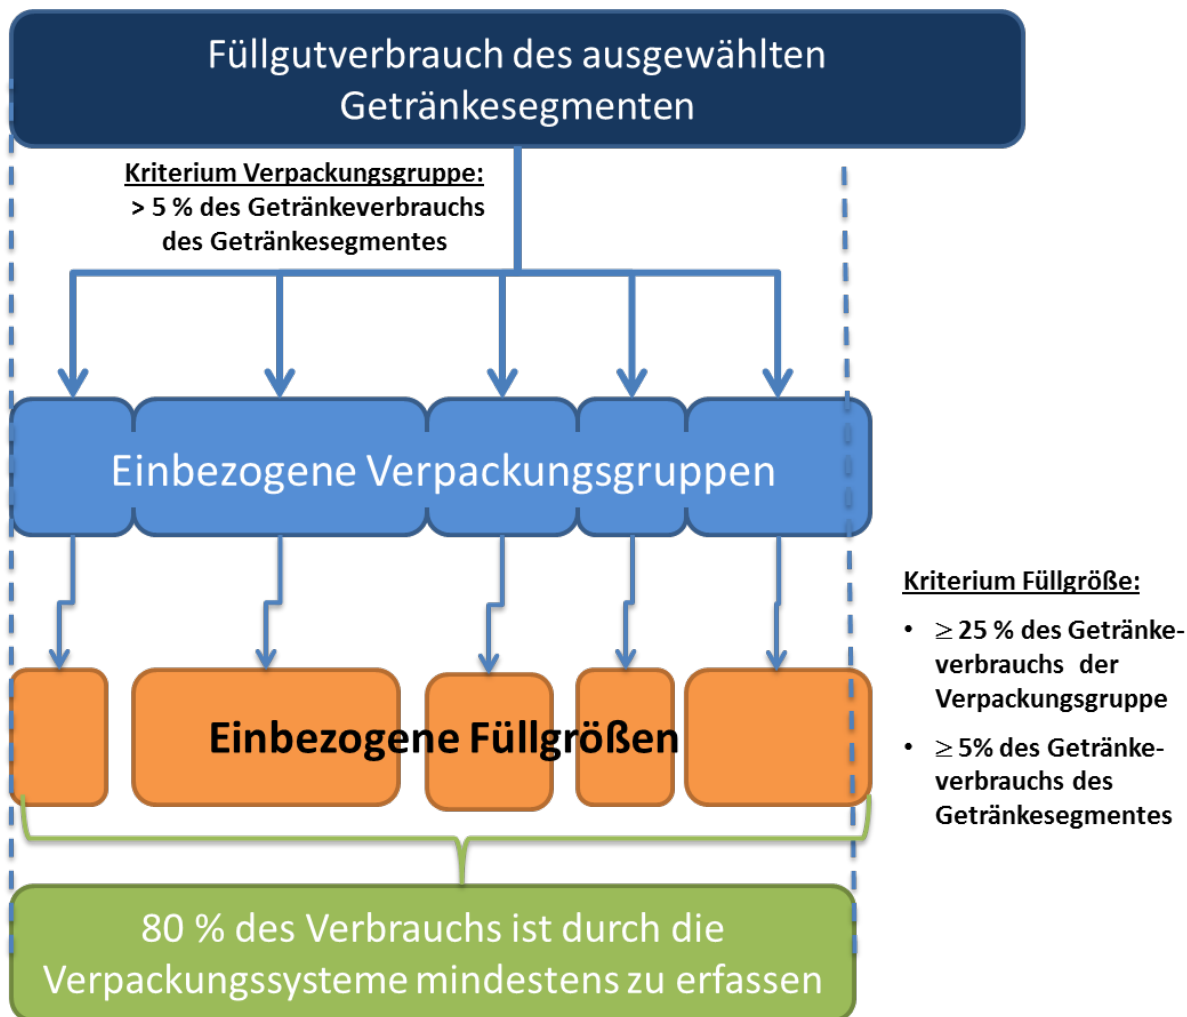 Füllgutverbrauch des ausgewählten
Getränkesegmenten
Kriterium Verpackungsgruppe:
> 5 % des Getränkeverbrauchs
des Getränkesegmentes
Einbezogene Verpackungsgruppen
Kriterium Füllgröße:
• ≥ 25 % des Getränke-
verbrauchs der
Verpackungsgruppe
• ≥ 5% des Getränke-
verbrauchs des
Getränkesegmentes
Einbezogene Füllgrößen
80 % des Verbrauchs ist durch die
Verpackungssysteme mindestens zu erfassen